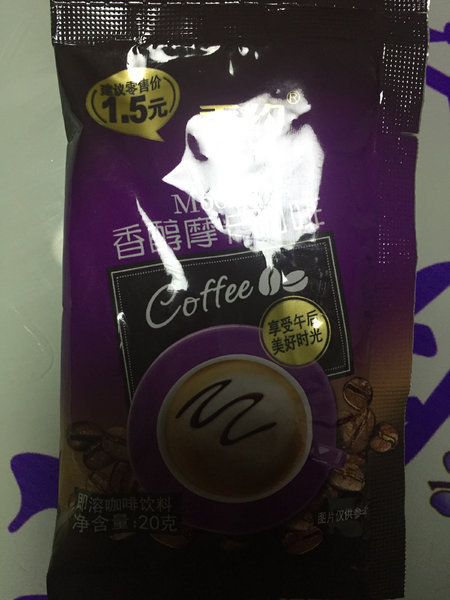 建议零售价
1.5元
®
香醇摩
Coffee
享受午后
美好时光
即溶咖啡饮料
净含量:20克
图片仅供参考